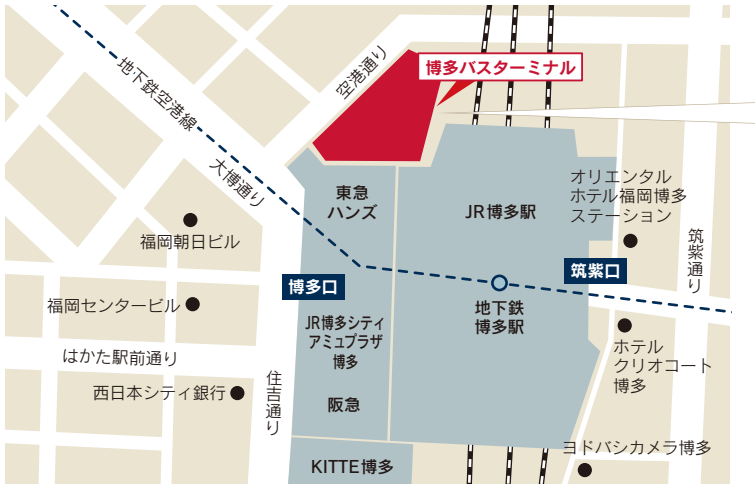 博多バスターミナル
空港通り
地下鉄空港線
大博通り
東急
ハンズ
JR博多駅
オリエンタル
ホテル福岡博多
ステーション
福岡朝日ビル
筑紫通り
博多口
筑紫口
福岡センタービル
地下鉄
博多駅
JR博多シティ
アミュプラザ
博多
はかた駅前通り
ホテル
クリオコート
博多
住吉通り
西日本シティ銀行
阪急
ヨドバシカメラ博多
KITTE博多